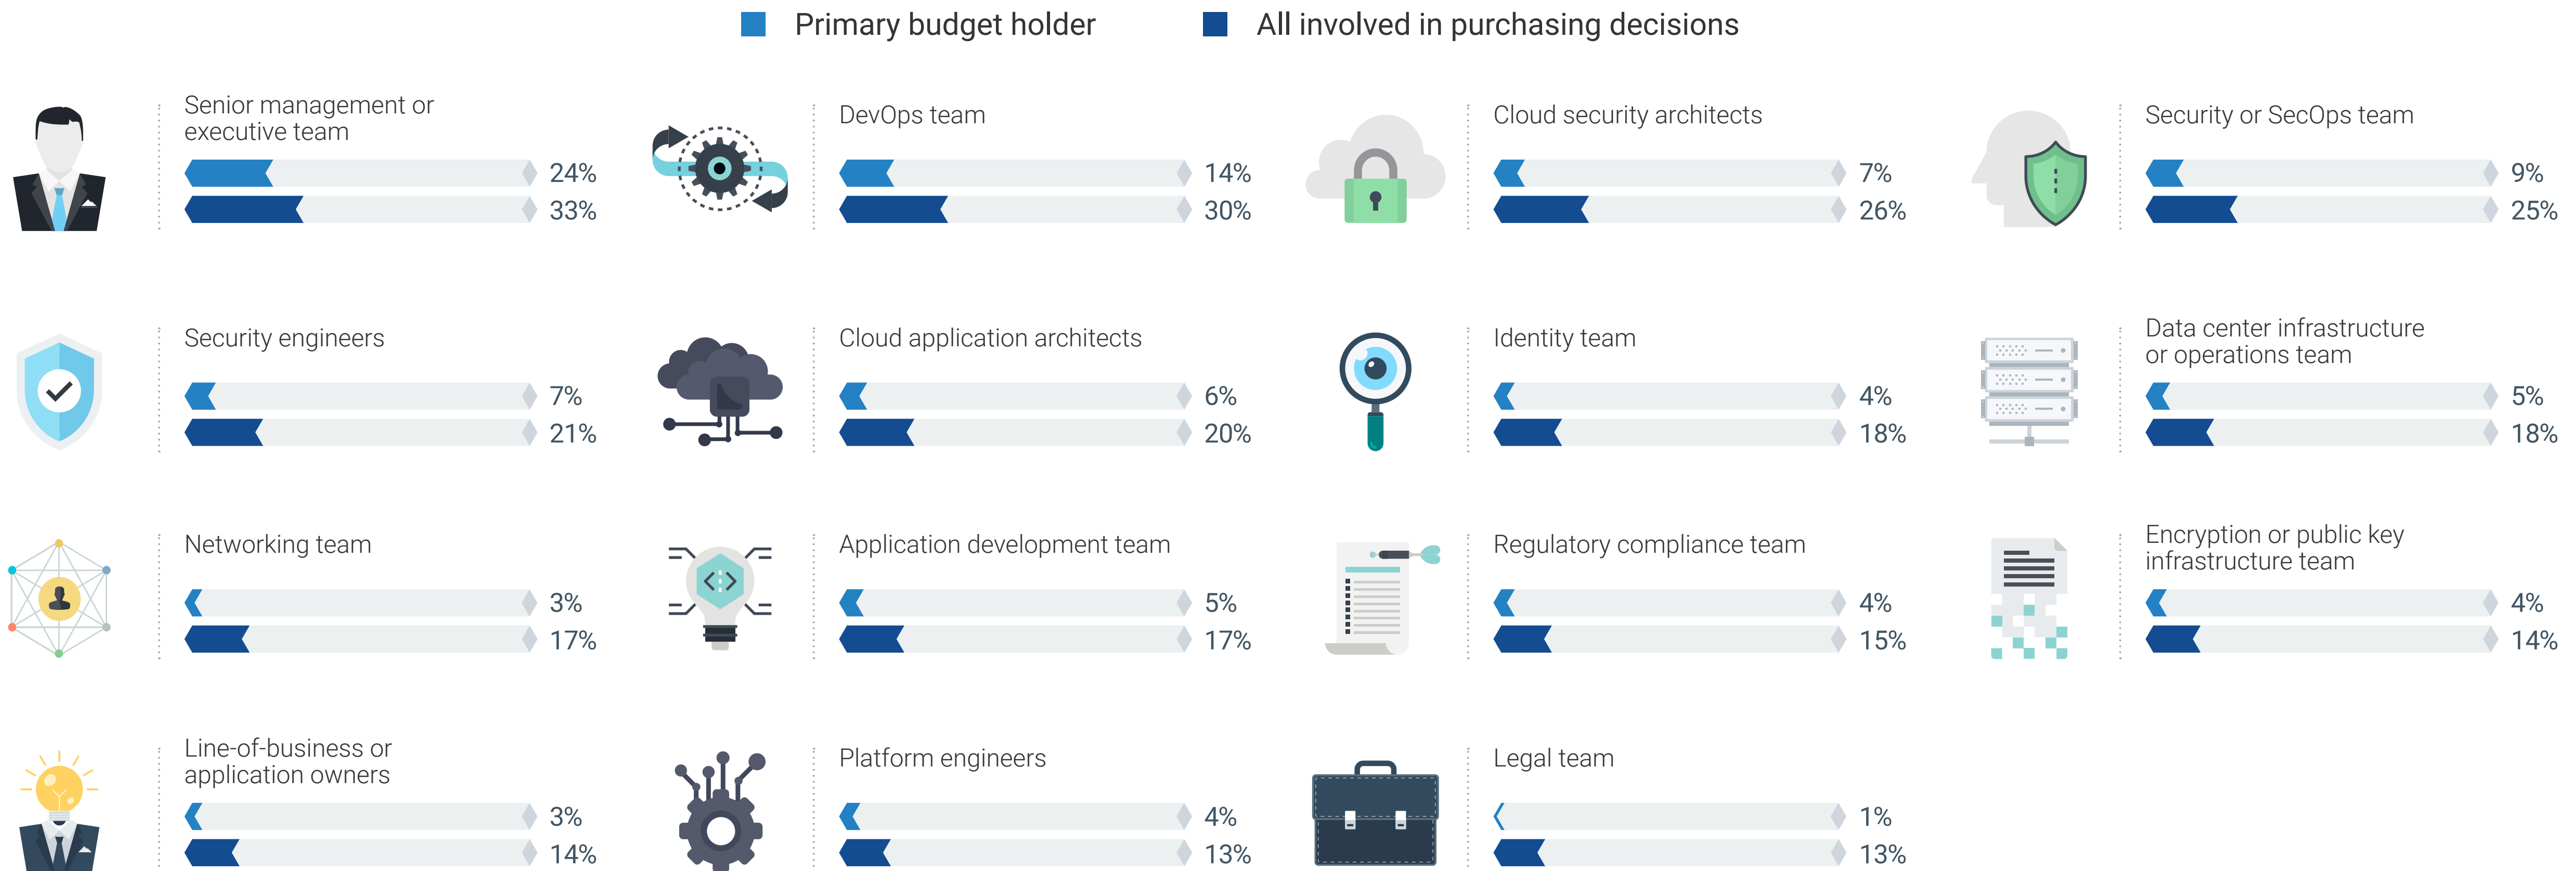 Primary budget holder
All involved in purchasing decisions
Senior management or
executive team
24%
33%
DevOps team
14%
30%
Cloud security architects
7%
26%
Security or SecOps team
9%
25%
Security engineers
7%
21%
Cloud application architects
6%
20%
Identity team
4%
18%
Data center infrastructure
or operations team
5%
18%
Networking team
3%
17%
Application development team
5%
17%
Regulatory compliance team
4%
15%
Encryption or public key
infrastructure team
4%
14%
Line-of-business or
application owners
3%
14%
Platform engineers
4%
13%
Legal team
1%
13%